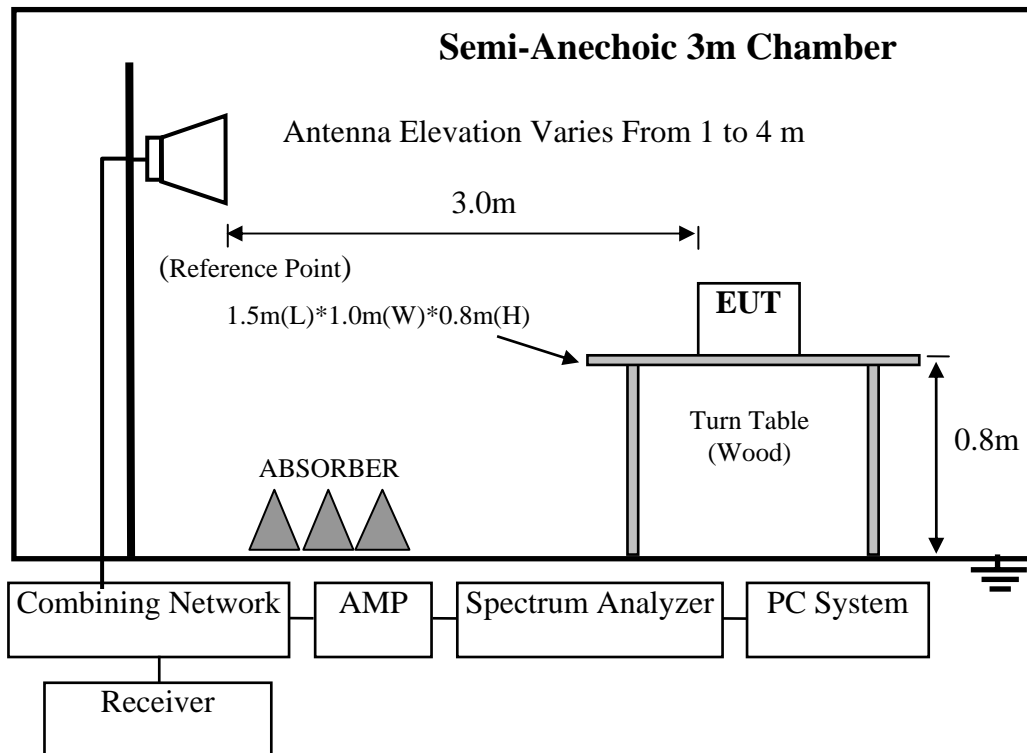 Semi-Anechoic 3m Chamber
Antenna Elevation Varies From 1 to 4 m
3.0m
(Reference Point)
1.5m(L)*1.0m(W)*0.8m(H)
EUT
Turn Table
(Wood)
0.8m
ABSORBER
Combining Network
AMP
Spectrum Analyzer
PC System
Receiver